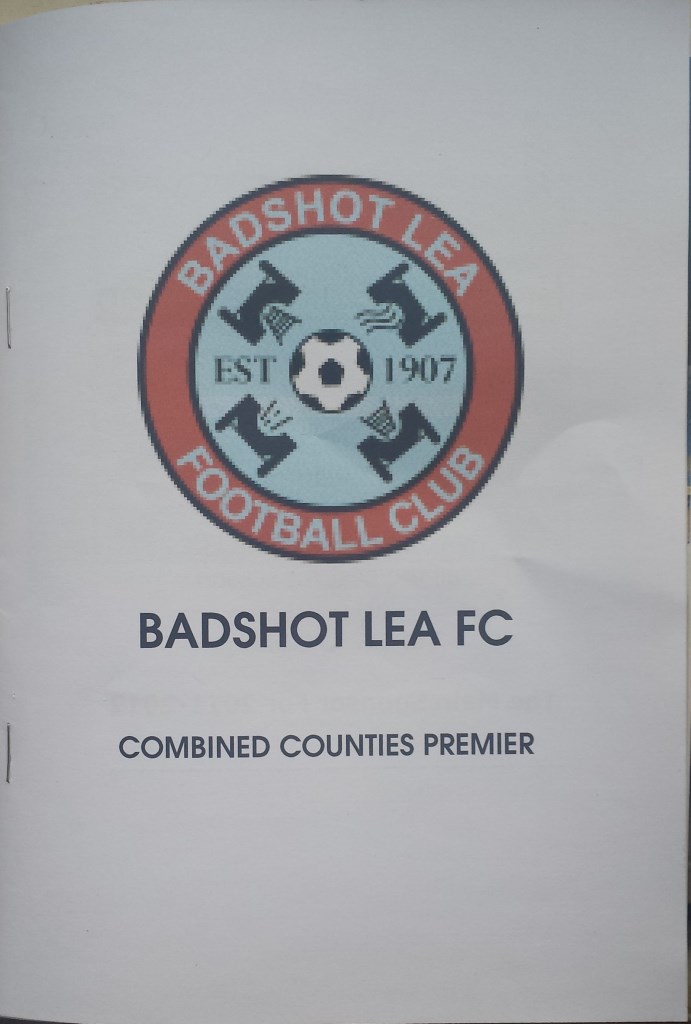 BADSHOT LEA
EST 1907
FOOTBALL CLUB
BADSHOT LEA FC
COMBINED COUNTIES PREMIER